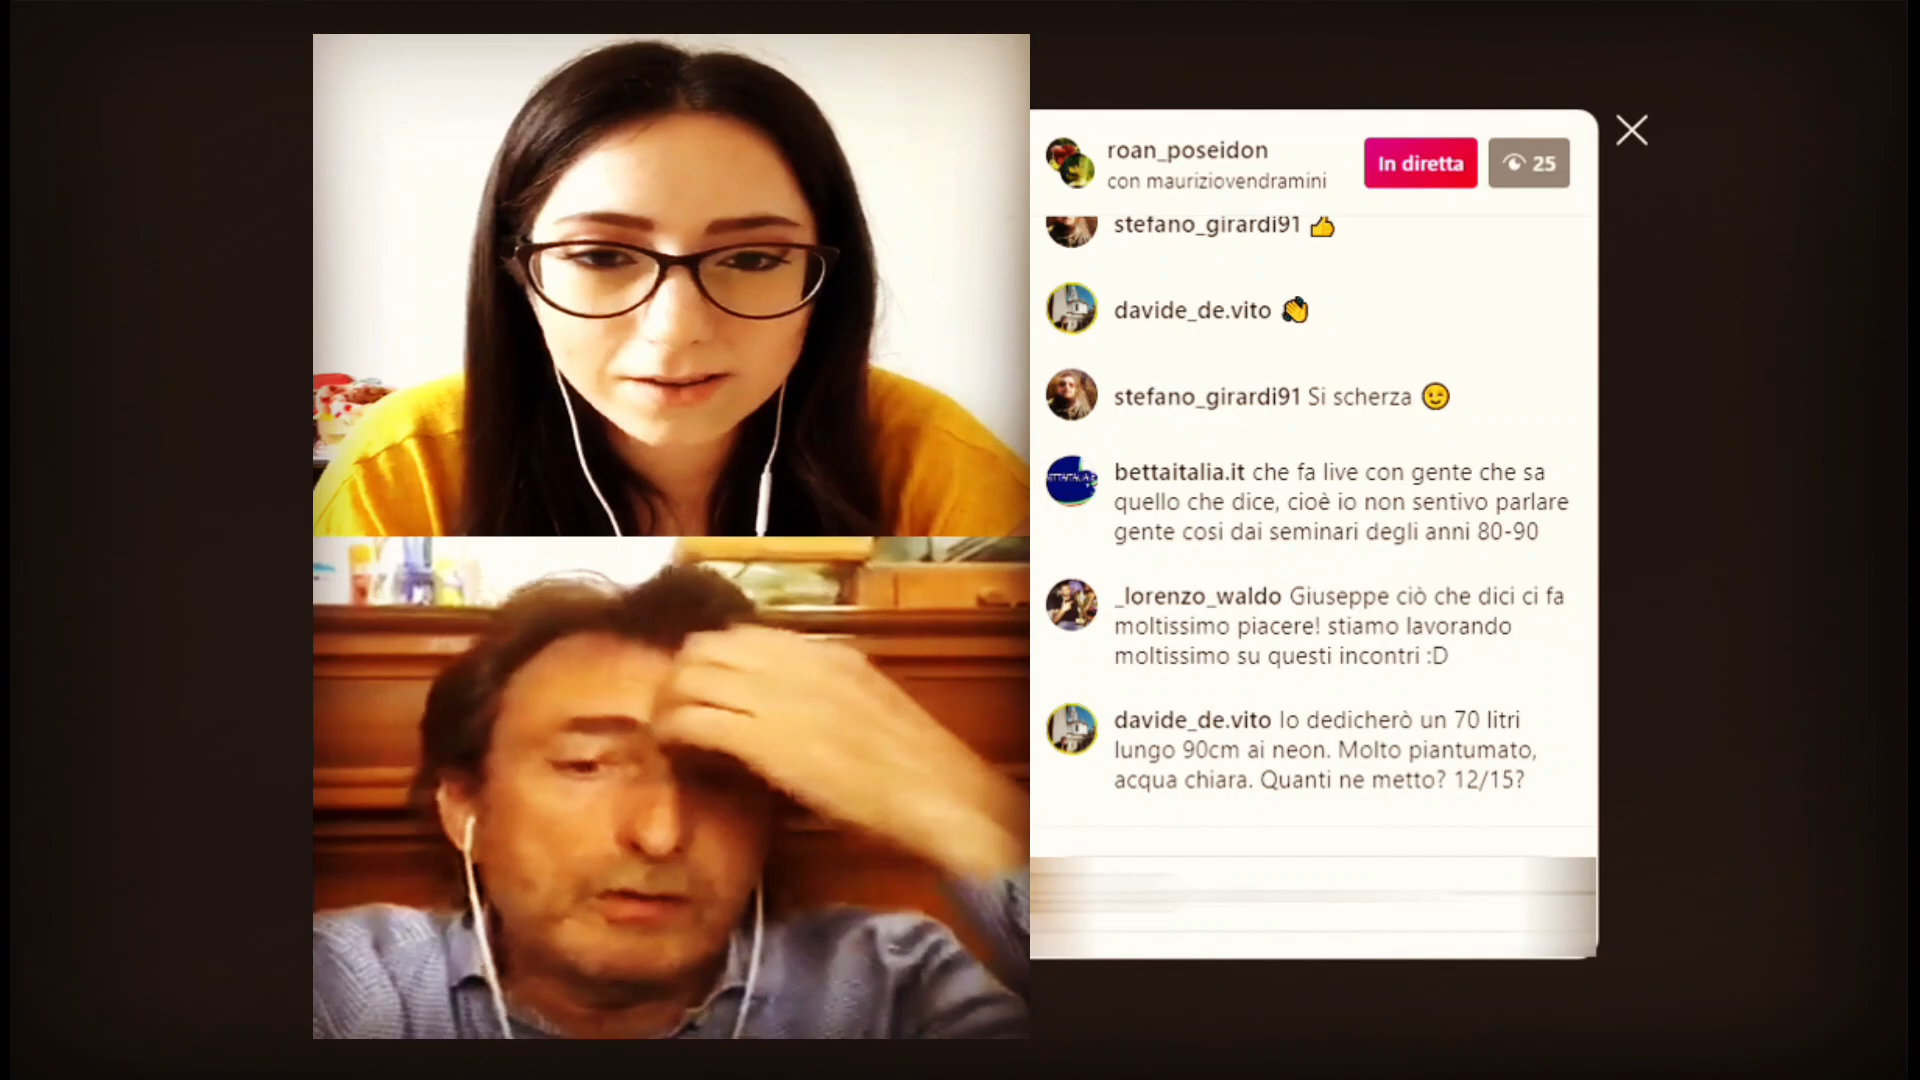 roan_poseidon
con mauriziovendramini
In diretta
25
stefano_girardi91 👍
davide_de.vito 👏
stefano_girardi91 Si scherza 😉
bettaitalia.it che fa live con gente che sa
quello che dice, cioè io non sentivo parlare
gente cosi dai seminari degli anni 80-90
_lorenzo_waldo Giuseppe ciò che dici ci fa
moltissimo piacere! stiamo lavorando
moltissimo su questi incontri :D
davide_de.vito Io dedicherò un 70 litri
lungo 90cm ai neon. Molto piantumato,
acqua chiara. Quanti ne metto? 12/15?